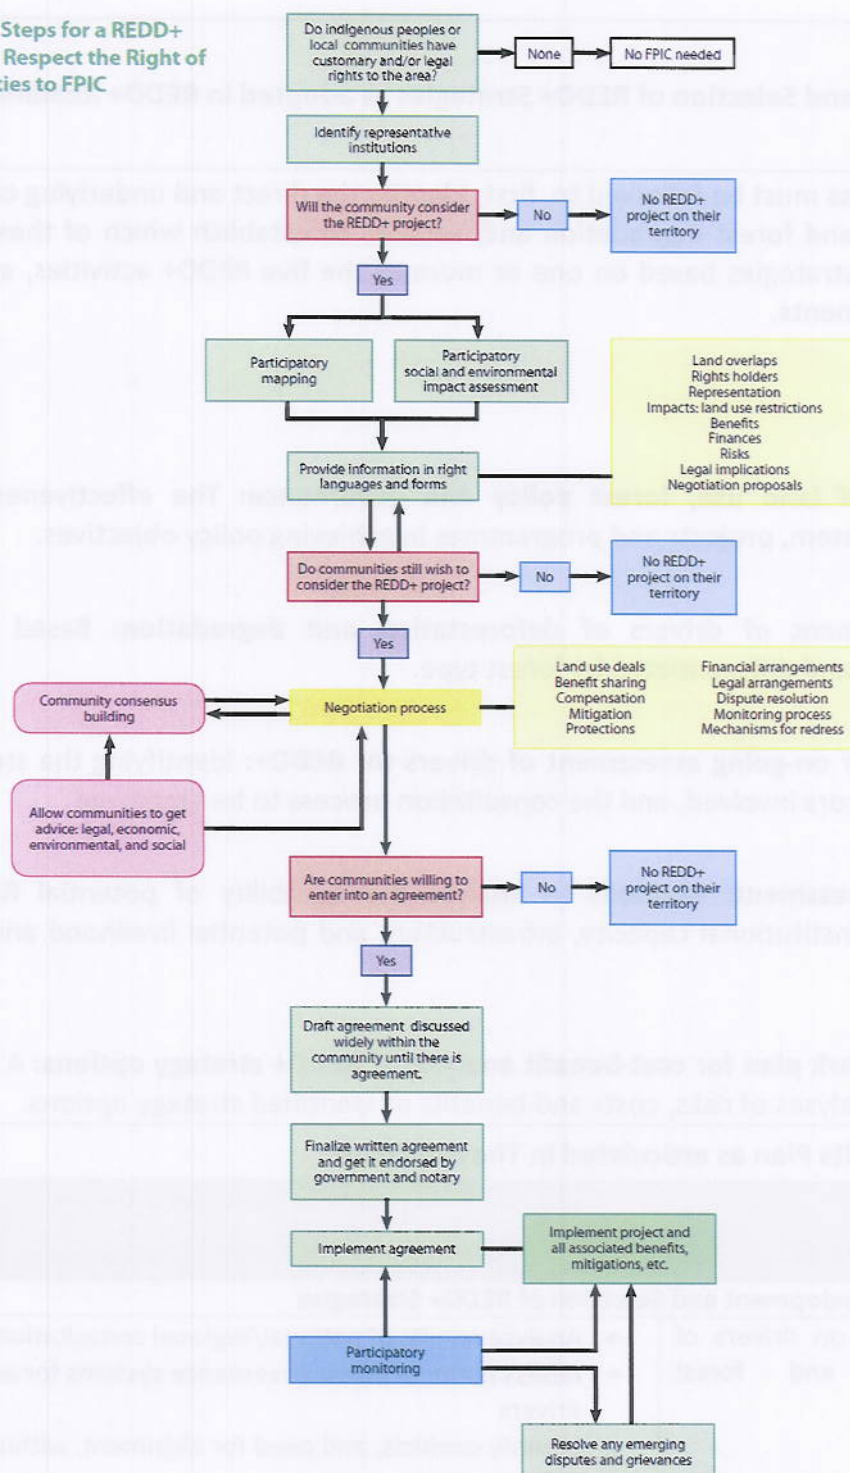 Steps for a REDD+
Respect the Right of
ties to FPIC
Do indigenous peoples or
local communities have
customary and/or legal
rights to the area?
None
No FPIC needed
Identify representative
institutions
Will the community consider
the REDD+ project?
No
No REDD+
project on their
territory
Yes
Participatory
mapping
Participatory
social and environmental
impact assessment
Land overlaps
Rights holders
Representation
Impacts: land use restrictions
Benefits
Finances
Risks
Legal implications
Negotiation proposals
Provide information in right
languages and forms
Do communities still wish to
consider the REDD+ project?
No
No REDD+
project on their
territory
Yes
Land use deals
Benefit sharing
Compensation
Mitigation
Protections
Financial arrangements
Legal arrangements
Dispute resolution
Monitoring process
Mechanisms for redress
Community consensus
building
Negotiation process
Allow communities to get
advice: legal, economic,
environmental, and social
Are communities willing to
enter into an agreement?
No
No REDD+
project on their
territory
Yes
Draft agreement discussed
widely within the
community until there is
agreement.
Finalize written agreement
and get it endorsed by
government and notary
Implement agreement
Implement project and
all associated benefits,
mitigations, etc.
Participatory
monitoring
Resolve any emerging
disputes and grievances